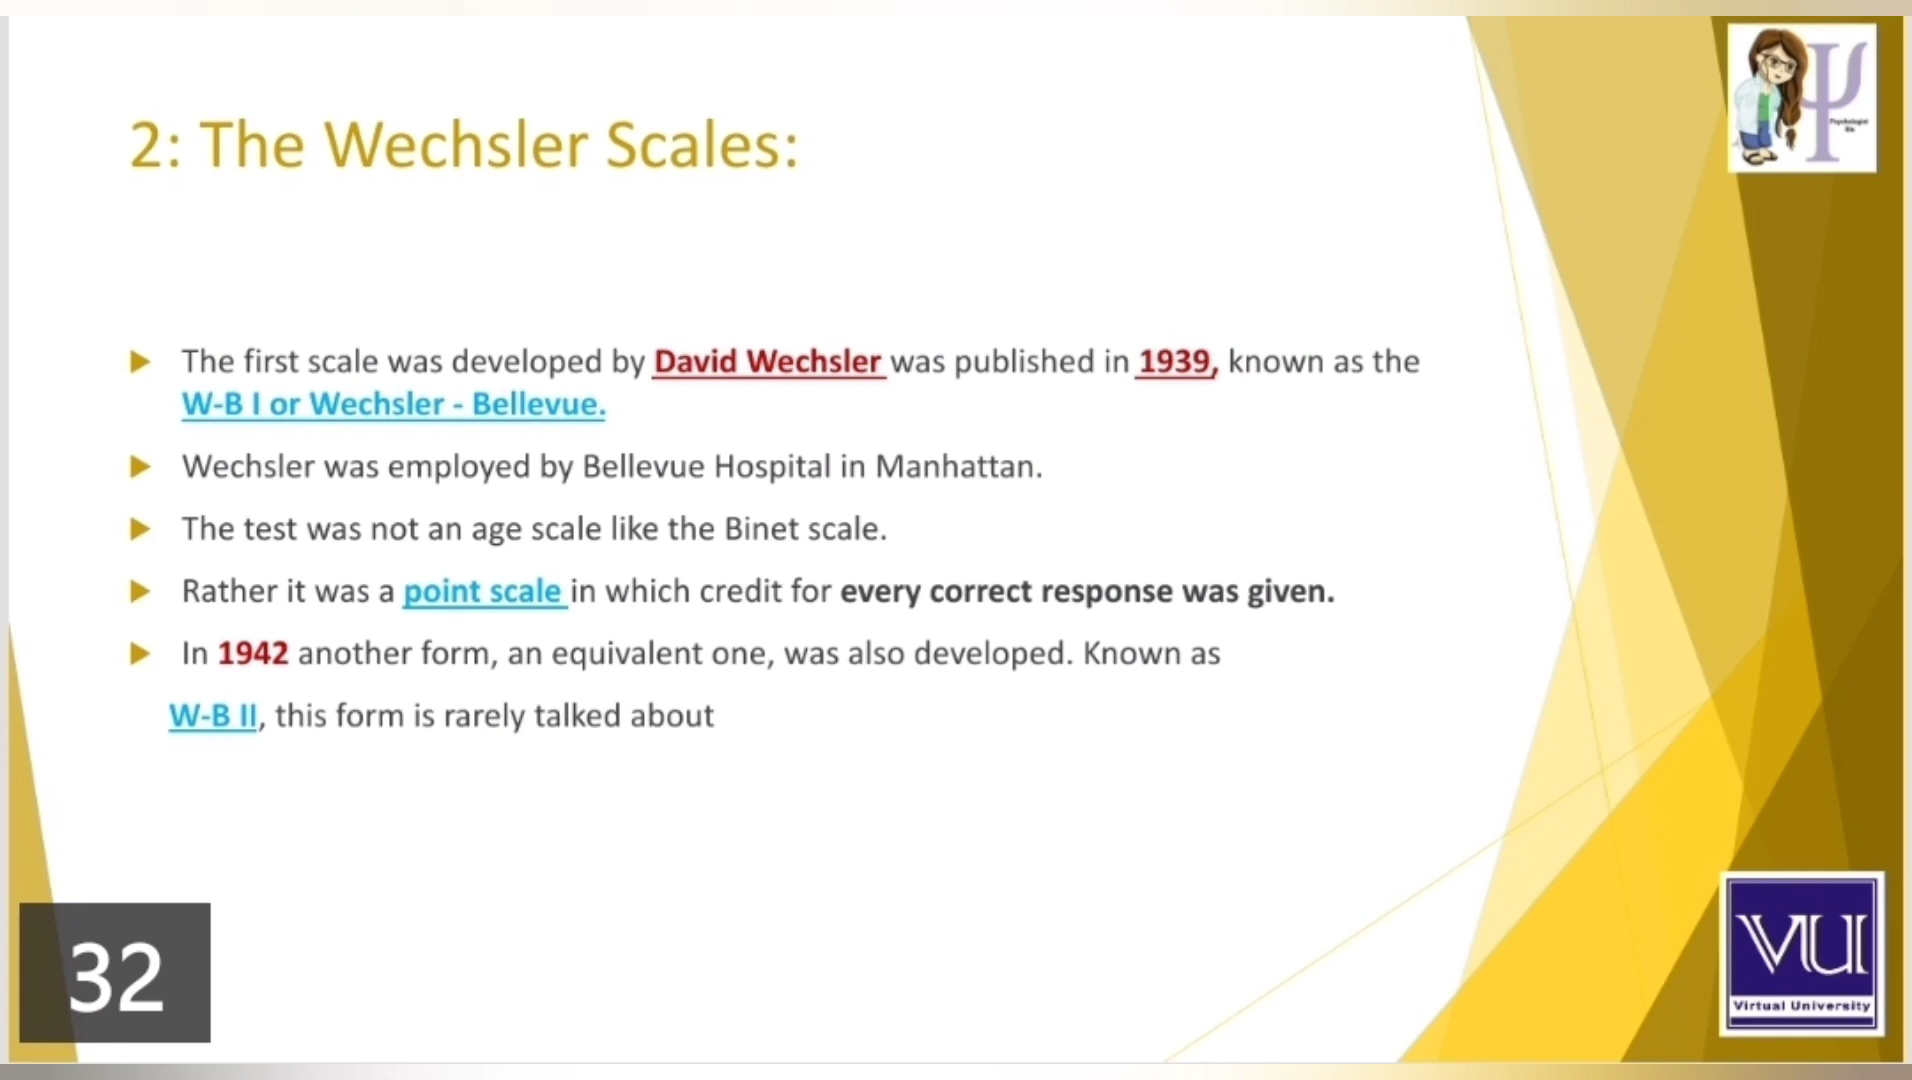 2: The Wechsler Scales:
The first scale was developed by David Wechsler was published in 1939, known as the
W-B I or Wechsler - Bellevue.
Wechsler was employed by Bellevue Hospital in Manhattan.
The test was not an age scale like the Binet scale.
Rather it was a point scale in which credit for every correct response was given.
In 1942 another form, an equivalent one, was also developed. Known as
W-B II, this form is rarely talked about
32
Ψ
Psychologist
VU
Virtual University